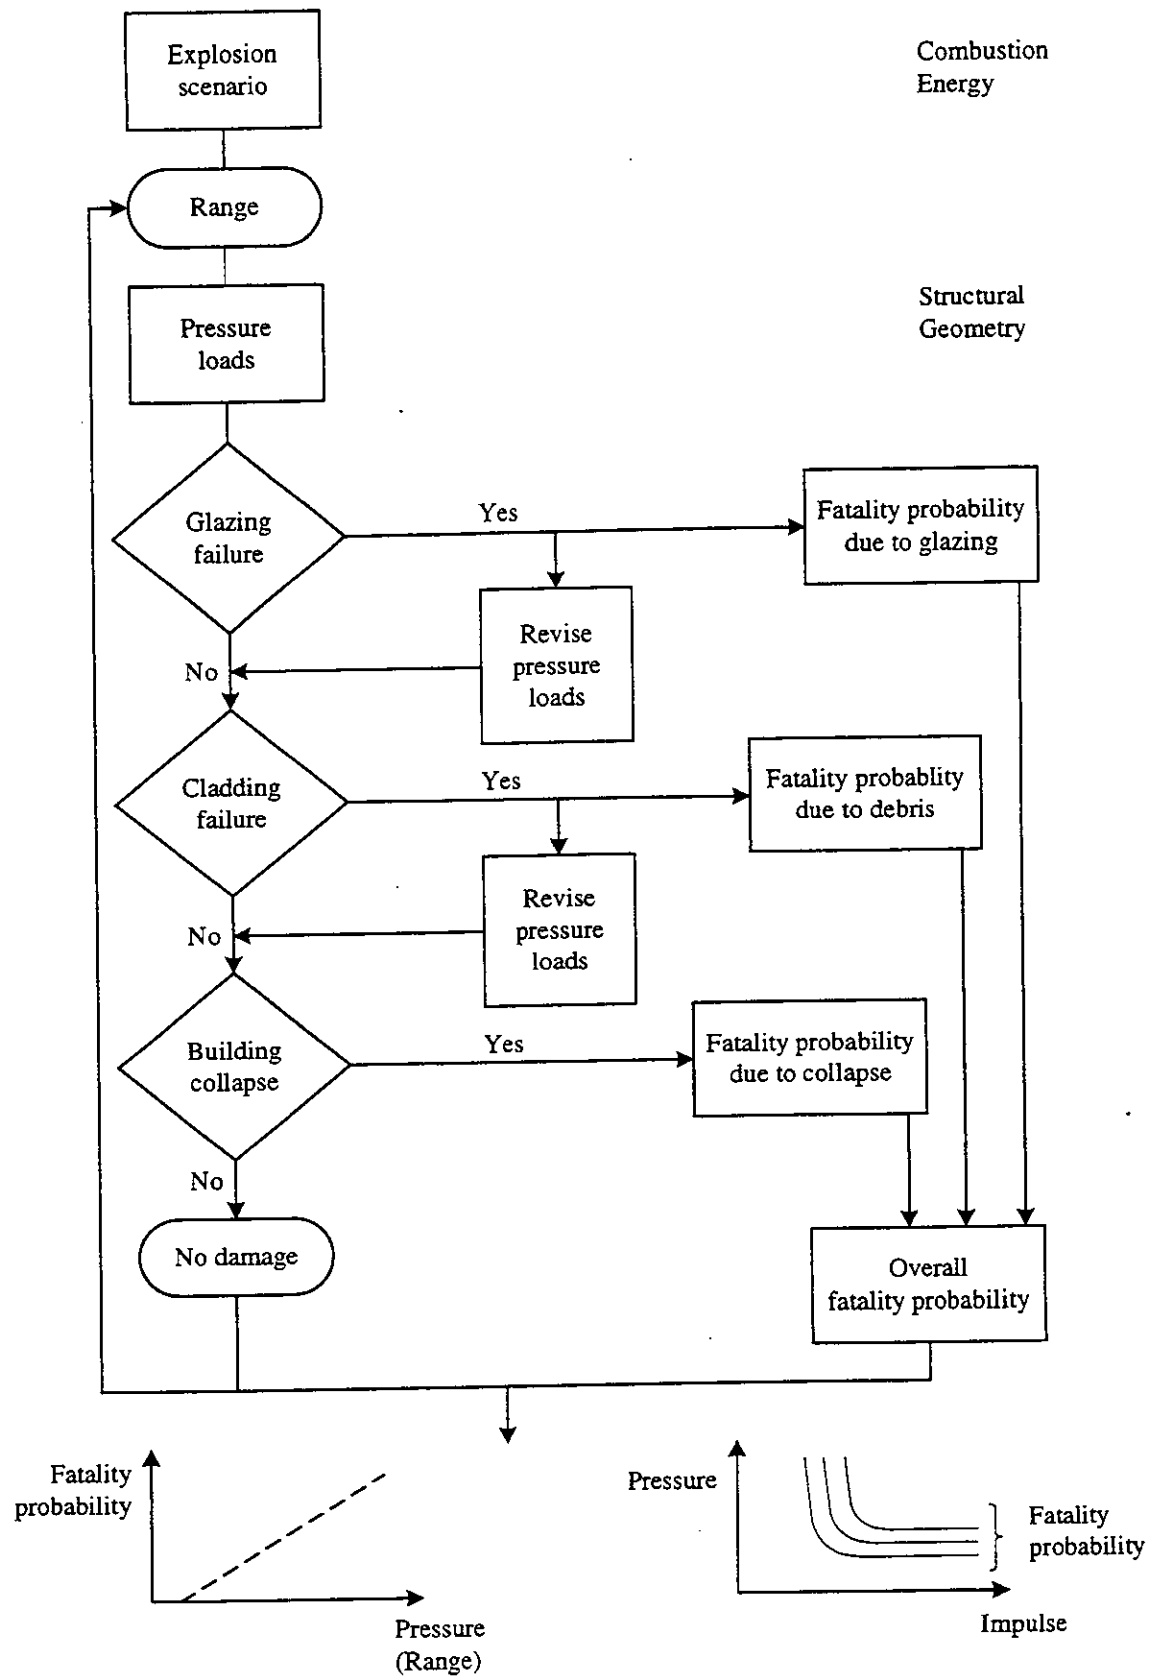 Explosion
scenario
Combustion
Energy
Range
Pressure
loads
Structural
Geometry
Glazing
failure
Yes
Fatality probability
due to glazing
Revise
pressure
loads
No
Cladding
failure
Yes
Fatality probablity
due to debris
Revise
pressure
loads
No
Building
collapse
Yes
Fatality probability
due to collapse
No
No damage
Overall
fatality probability
Fatality
probability
Pressure
(Range)
Pressure
Fatality
probability
Impulse